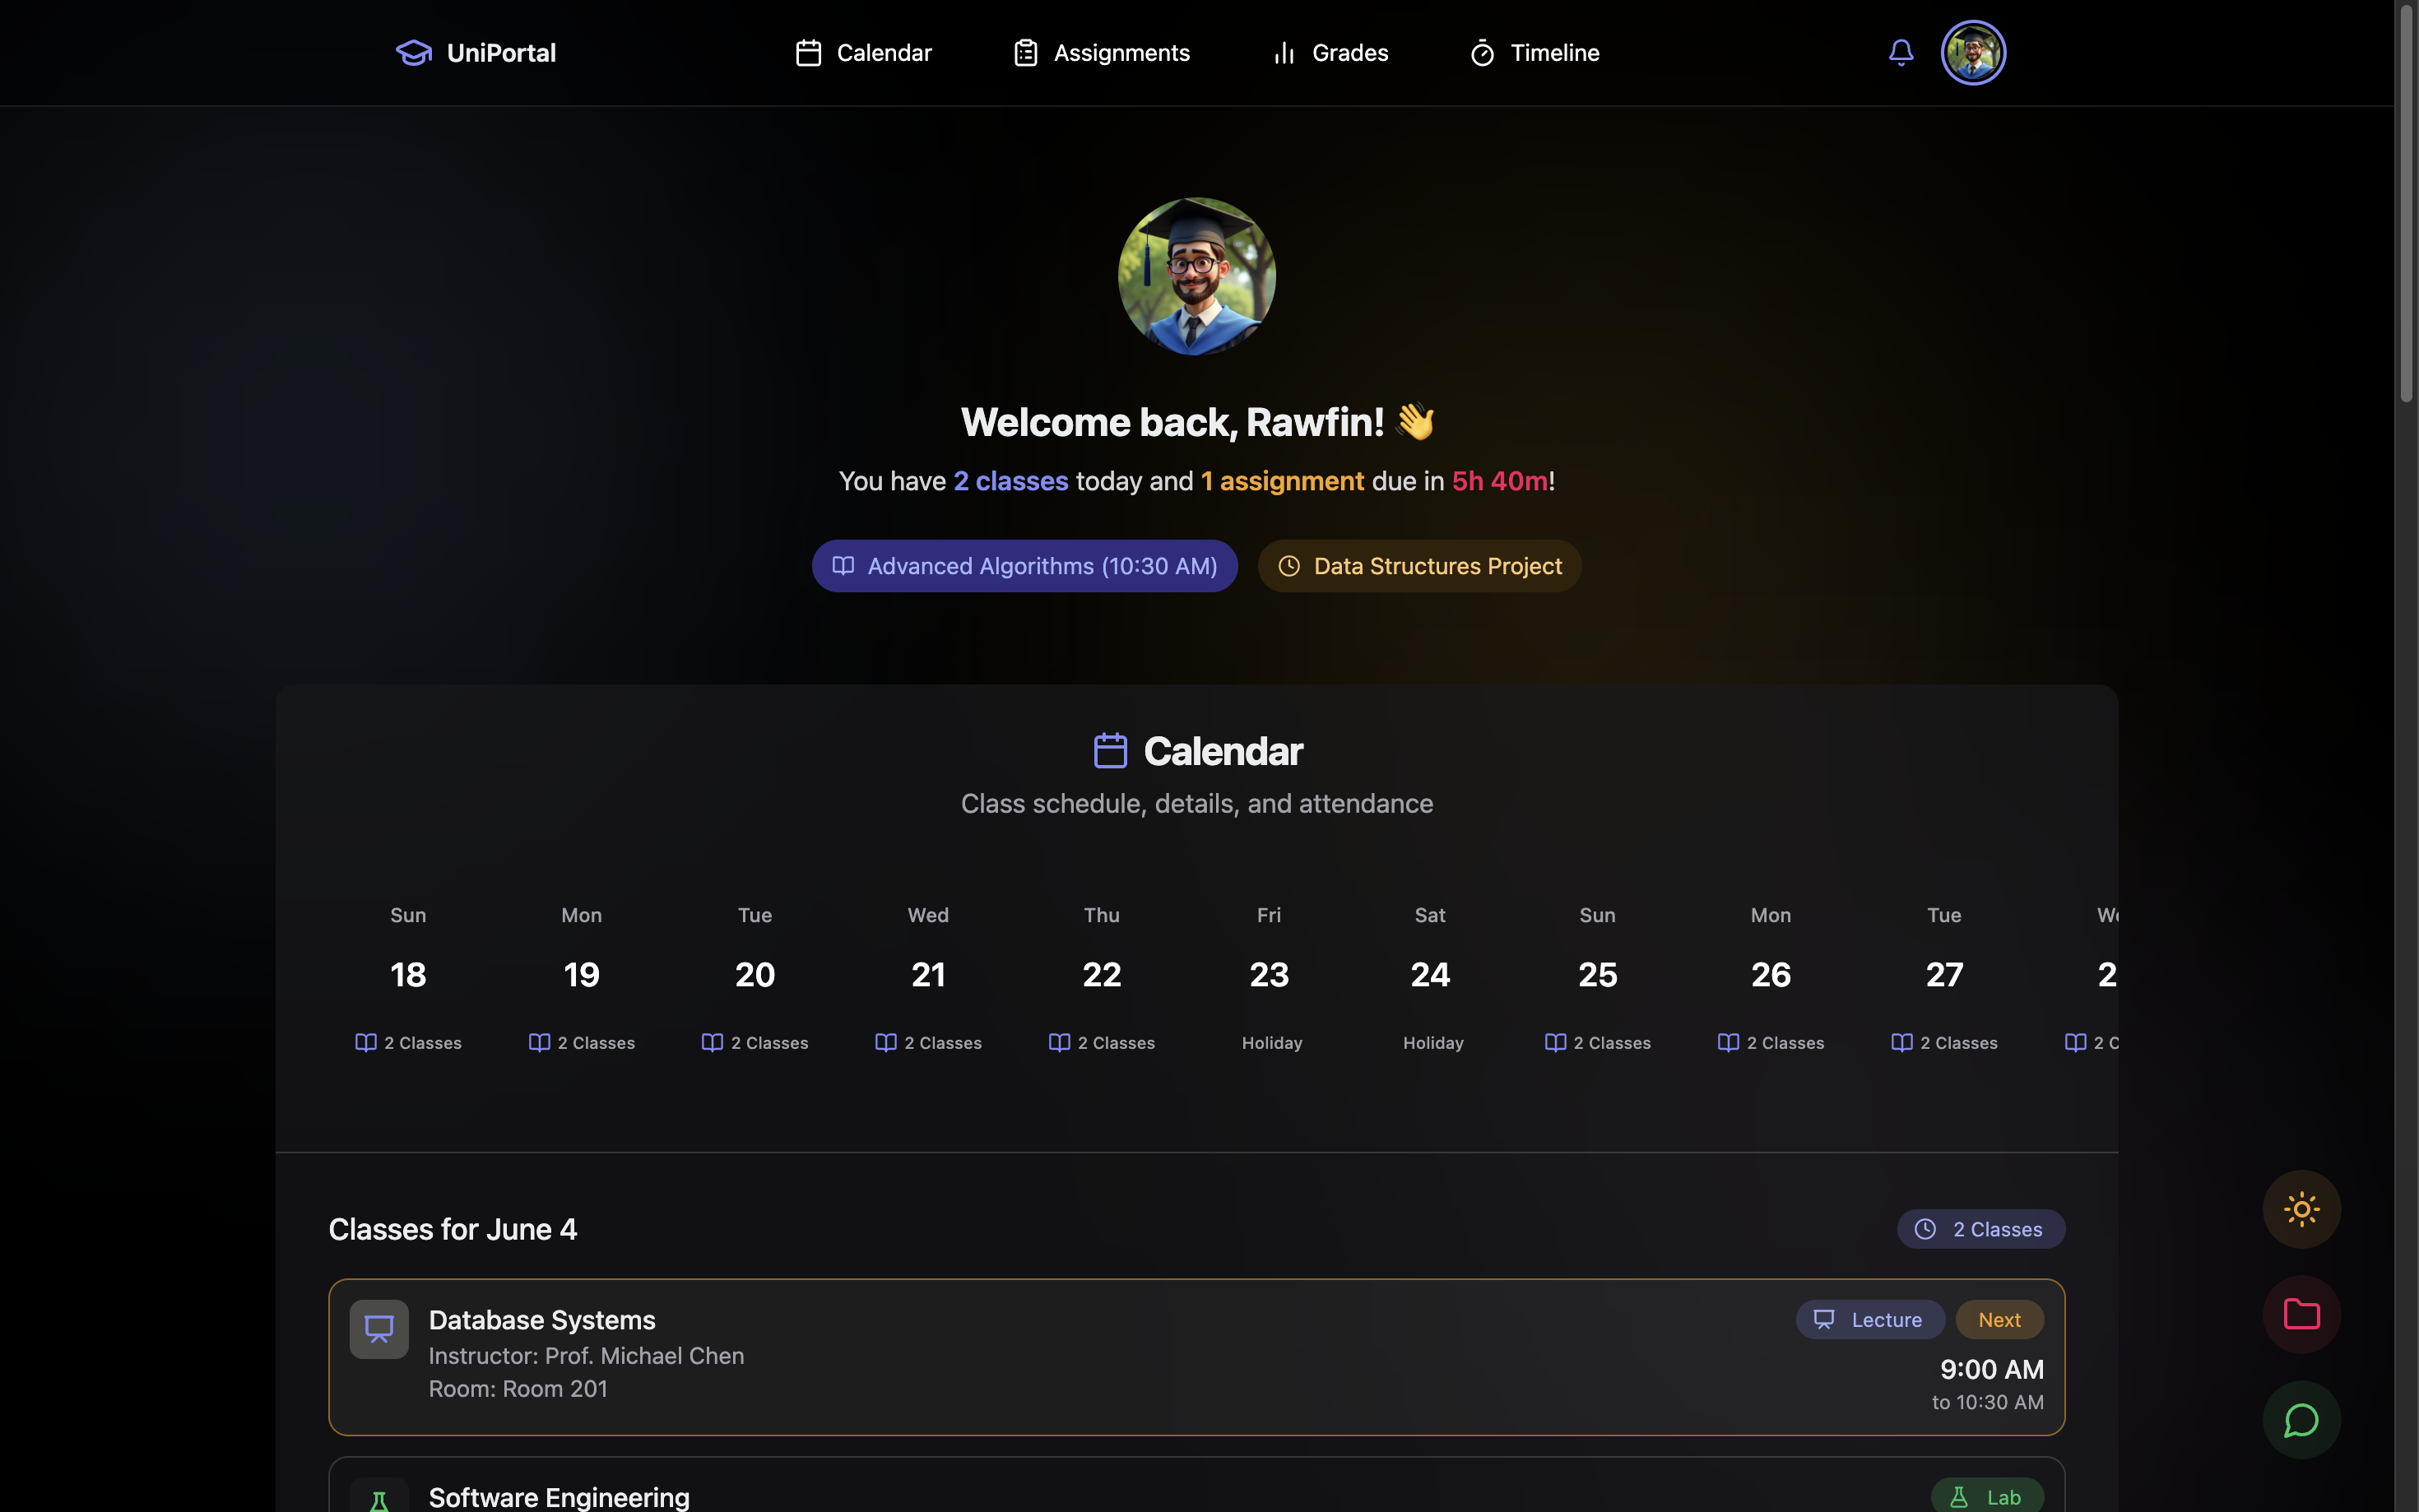 UniPortal
Calendar
Assignments
Grades
Timeline
Welcome back, Rawfin! 👋
You have 2 classes today and 1 assignment due in 5h 40m!
Advanced Algorithms (10:30 AM)
Data Structures Project
Calendar
Class schedule, details, and attendance
Sun Mon Tue Wed Thu Fri Sat Sun Mon Tue
18 19 20 21 22 23 24 25 26 27
2 Classes 2 Classes 2 Classes 2 Classes 2 Classes Holiday Holiday 2 Classes 2 Classes 2 Classes
Classes for June 4
2 Classes
Database Systems
Lecture
Next
Instructor: Prof. Michael Chen
9:00 AM
Room: Room 201
to 10:30 AM
Software Engineering
Lab